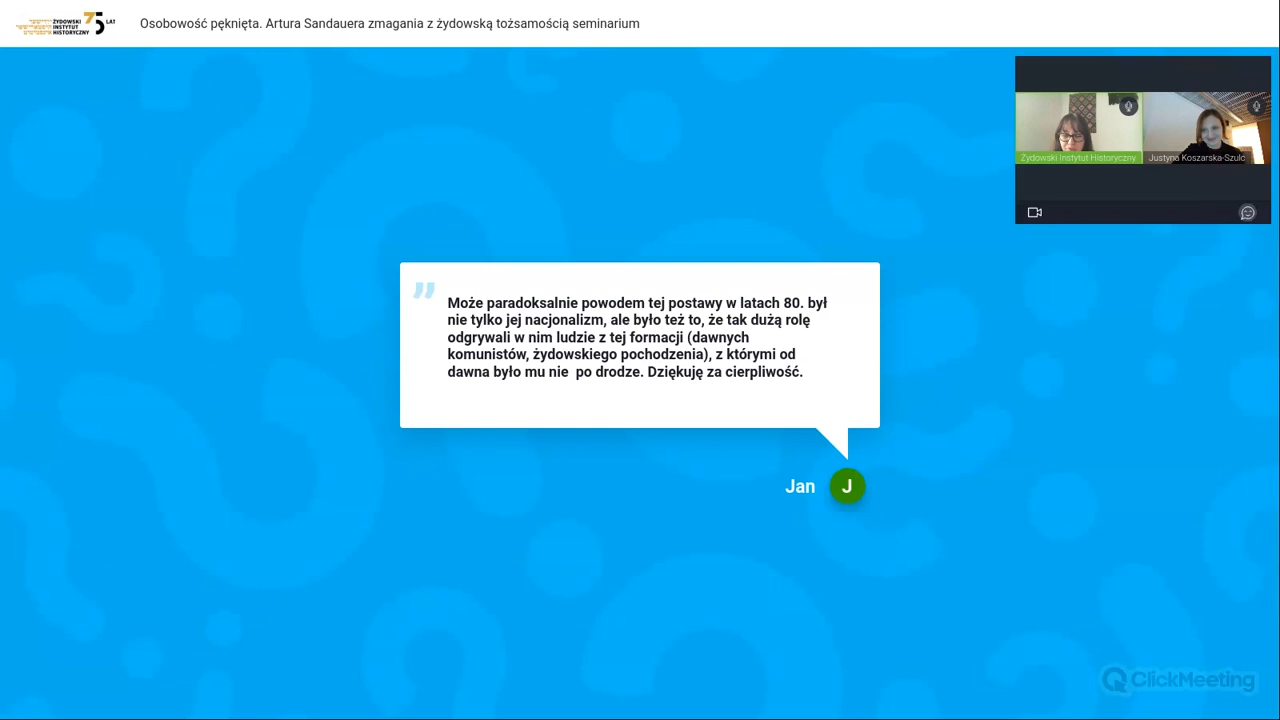 ŻYDOWSKI
INSTYTUT
HISTORYCZNY
75 LAT
Osobowość pęknięta. Artura Sandauera zmagania z żydowską tożsamością seminarium
Żydowski Instytut Historyczny
Justyna Koszarska-Szulc
Może paradoksalnie powodem tej postawy w latach 80. był
nie tylko jej nacjonalizm, ale było też to, że tak dużą rolę
odgrywali w nim ludzie z tej formacji (dawnych
komunistów, żydowskiego pochodzenia), z którymi od
dawna było mu nie  po drodze. Dziękuję za cierpliwość.
Jan
J
ClickMeeting